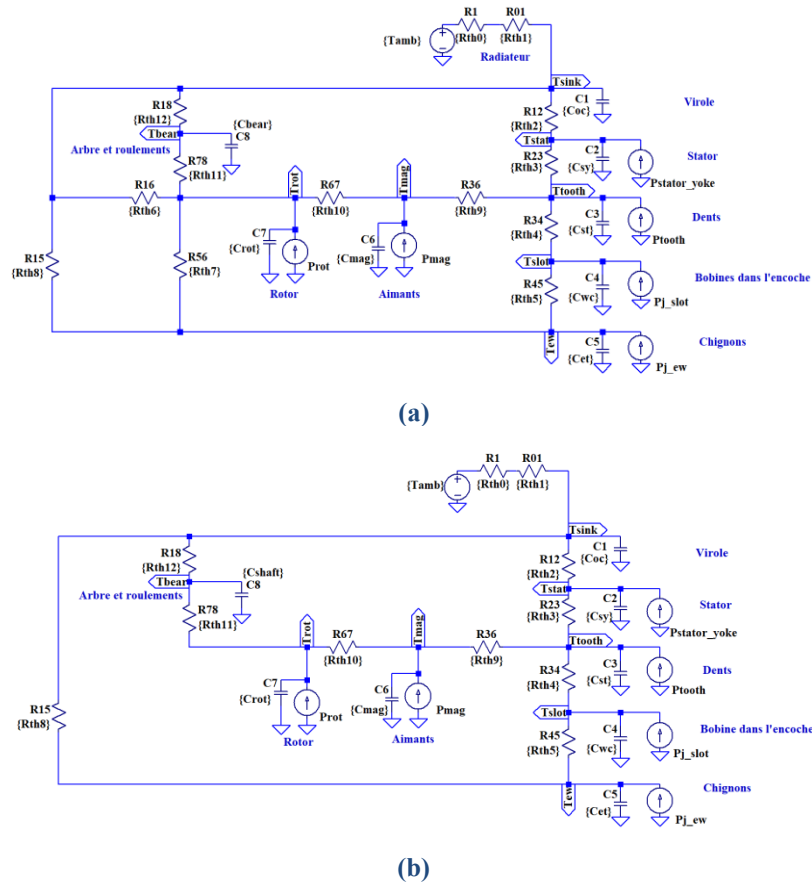 R1
R01
{Tamb}
{Rth0}
{Rth1}
Radiateur
Tsink
R18
{Rth12}
{Cbear}
C8
Tbear
Arbre et roulements
R78
{Rth11}
R12
{Rth2}
C1
{Coc}
Virole
Tstat
R23
{Rth3}
C2
{Csy}
Pstator_yoke
Stator
R16
{Rth6}
Trot
R67
{Rth10}
Tmag
R36
{Rth9}
Ttooth
R34
{Rth4}
C3
{Cst}
Ptooth
Dents
R15
{Rth8}
R56
{Rth7}
C7
{Crot}
Prot
Rotor
C6
{Cmag}
Pmag
Aimants
Tslot
R45
{Rth5}
C4
{Cwc}
Pj_slot
Bobines dans l'encoche
Tew
C5
{Cet}
Pj_ew
Chignons
(a)
R1
R01
{Tamb}
{Rth0}
{Rth1}
Tsink
R18
{Rth12}
{Cshaft}
C8
Tbear
Arbre et roulements
R78
{Rth11}
R12
{Rth2}
C1
{Coc}
Virole
Tstat
R23
{Rth3}
C2
{Csy}
Pstator_yoke
Stator
Trot
R67
{Rth10}
Tmag
R36
{Rth9}
Ttooth
R34
{Rth4}
C3
{Cst}
Ptooth
Dents
R15
{Rth8}
C7
{Crot}
Prot
Rotor
C6
{Cmag}
Pmag
Aimants
Tslot
R45
{Rth5}
C4
{Cwc}
Pj_slot
Bobine dans l'encoche
Tew
C5
{Cet}
Pj_ew
Chignons
(b)